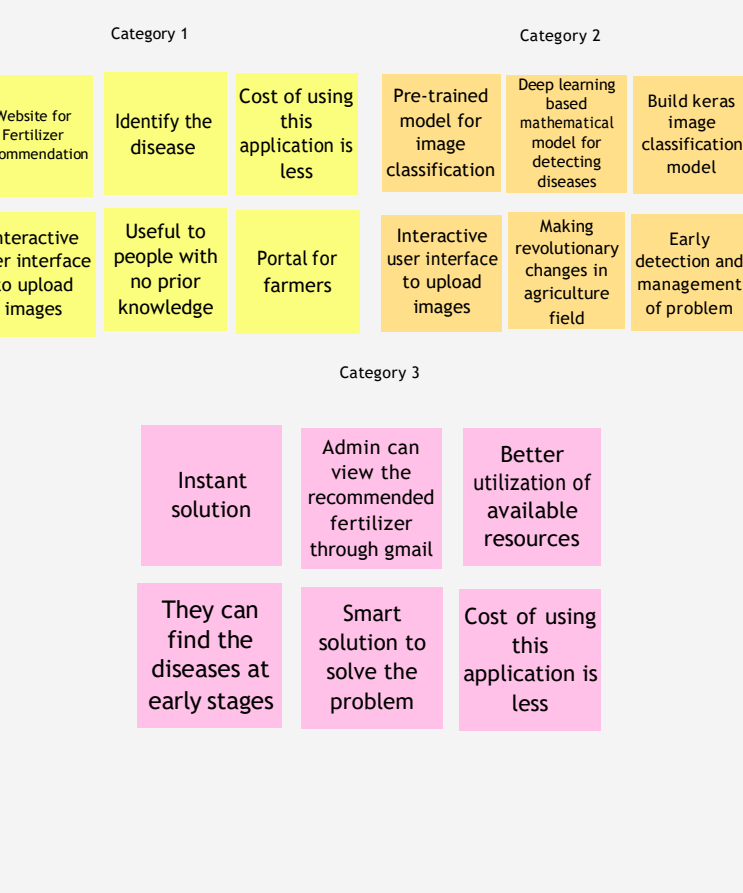 Category 1
Website for
Fertilizer
ommendation
Identify the
disease
Cost of using
this
application is
less
nteractive
er interface
to upload
images
Useful to
people with
no prior
knowledge
Portal for
farmers
Category 2
Pre-trained
model for
image
classification
Deep learning
based
mathematical
model for
detecting
diseases
Build keras
image
classification
model
Interactive
user interface
to upload
images
Making
revolutionary
changes in
agriculture
field
Early
detection and
management
of problem
Category 3
Instant
solution
Admin can
view the
recommended
fertilizer
through gmail
Better
utilization of
available
resources
They can
find the
diseases at
early stages
Smart
solution to
solve the
problem
Cost of using
this
application is
less